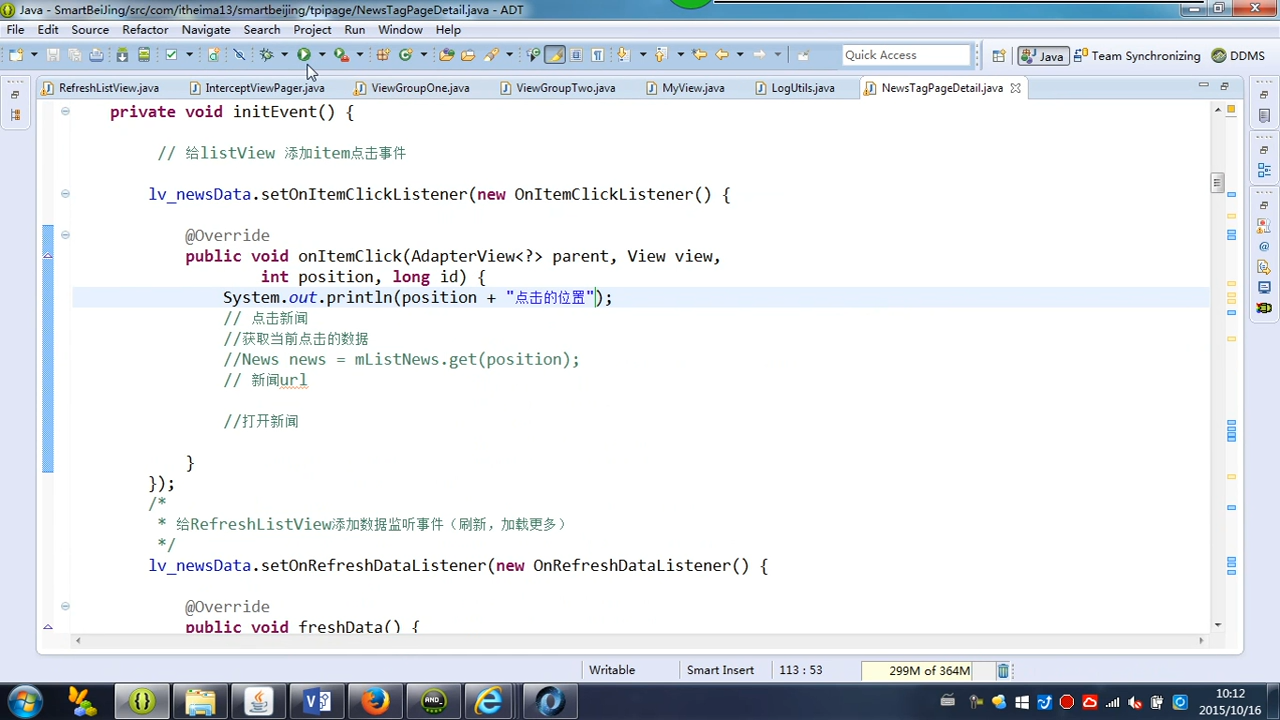 Java - SmartBeiJing/src/com/itheima13/smartbeijing/tpipage/NewsTagPageDetail.java - ADT
File Edit Source Refactor Navigate Search Project Run Window Help
Quick Access Java Team Synchronizing DDMS
RefreshListView.java InterceptViewPager.java ViewGroupOne.java ViewGroupTwo.java MyView.java LogUtils.java NewsTagPageDetail.java
private void initEvent() {
// 给listView 添加item点击事件
lv_newsData.setOnItemClickListener(new OnItemClickListener() {
@Override
public void onItemClick(AdapterView<?> parent, View view,
int position, long id) {
System.out.println(position + "点击的位置");
// 点击新闻
//获取当前点击的数据
//News news = mListNews.get(position);
// 新闻url
//打开新闻
}
});
/*
* 给RefreshListView添加数据监听事件（刷新，加载更多）
*/
lv_newsData.setOnRefreshDataListener(new OnRefreshDataListener() {
@Override
public void freshData() {
Writable Smart Insert 113 : 53 299M of 364M
10:12
2015/10/16